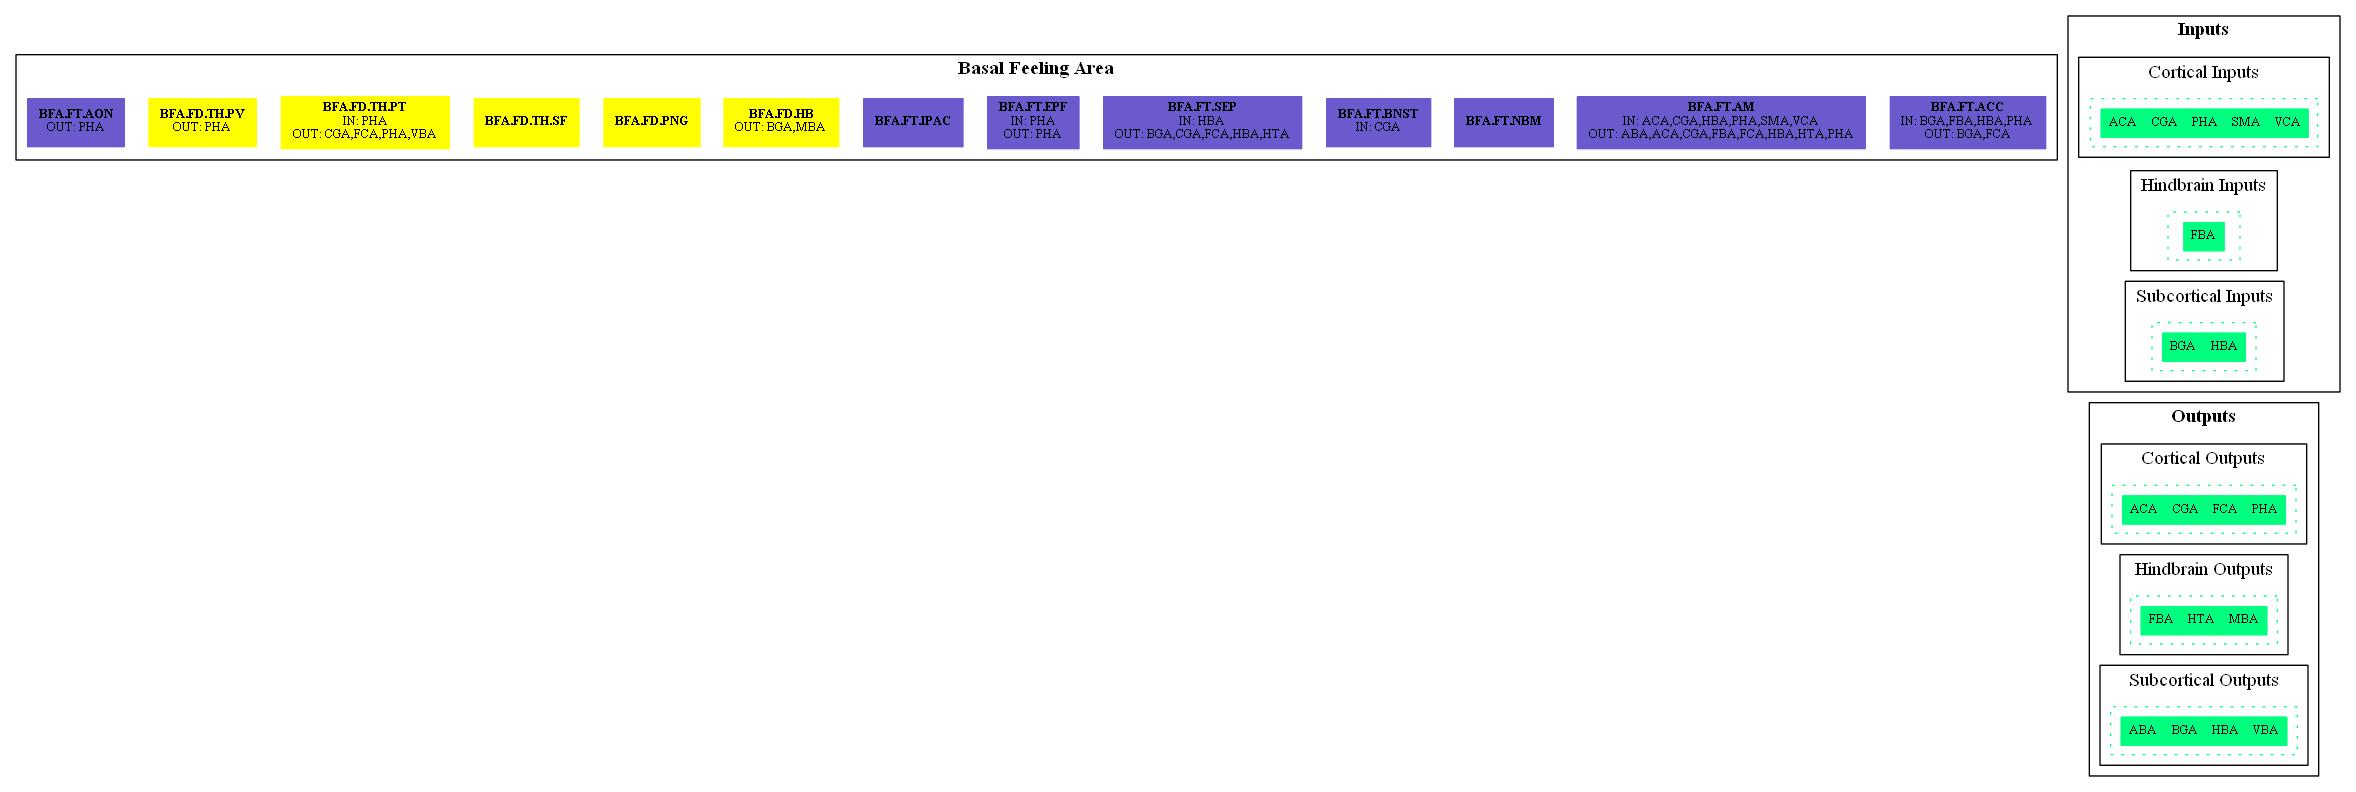 Basal Feeling Area
BFA.FT.AON
OUT: PHA
BFA.FD.TH.PV
OUT: PHA
BFA.FD.TH.PT
IN: PHA
OUT: CGA,FCA,PHA,VBA
BFA.FD.TH.SF
BFA.FD.PNG
BFA.FD.HB
OUT: BGA,MBA
BFA.FT.IPAC
BFA.FT.EPF
IN: PHA
OUT: PHA
BFA.FT.SEP
IN: HBA
OUT: BGA,CGA,FCA,HBA,HTA
BFA.FT.BNST
IN: CGA
BFA.FT.NBM
BFA.FT.AM
IN: ACA,CGA,HBA,PHA,SMA,VCA
OUT: ABA,ACA,CGA,FBA,FCA,HBA,HTA,PHA
BFA.FT.ACC
IN: BGA,FBA,HBA,PHA
OUT: BGA,FCA
Inputs
Cortical Inputs
ACA CGA PHA SMA VCA
Hindbrain Inputs
FBA
Subcortical Inputs
BGA HBA
Outputs
Cortical Outputs
ACA CGA FCA PHA
Hindbrain Outputs
FBA HTA MBA
Subcortical Outputs
ABA BGA HBA VBA